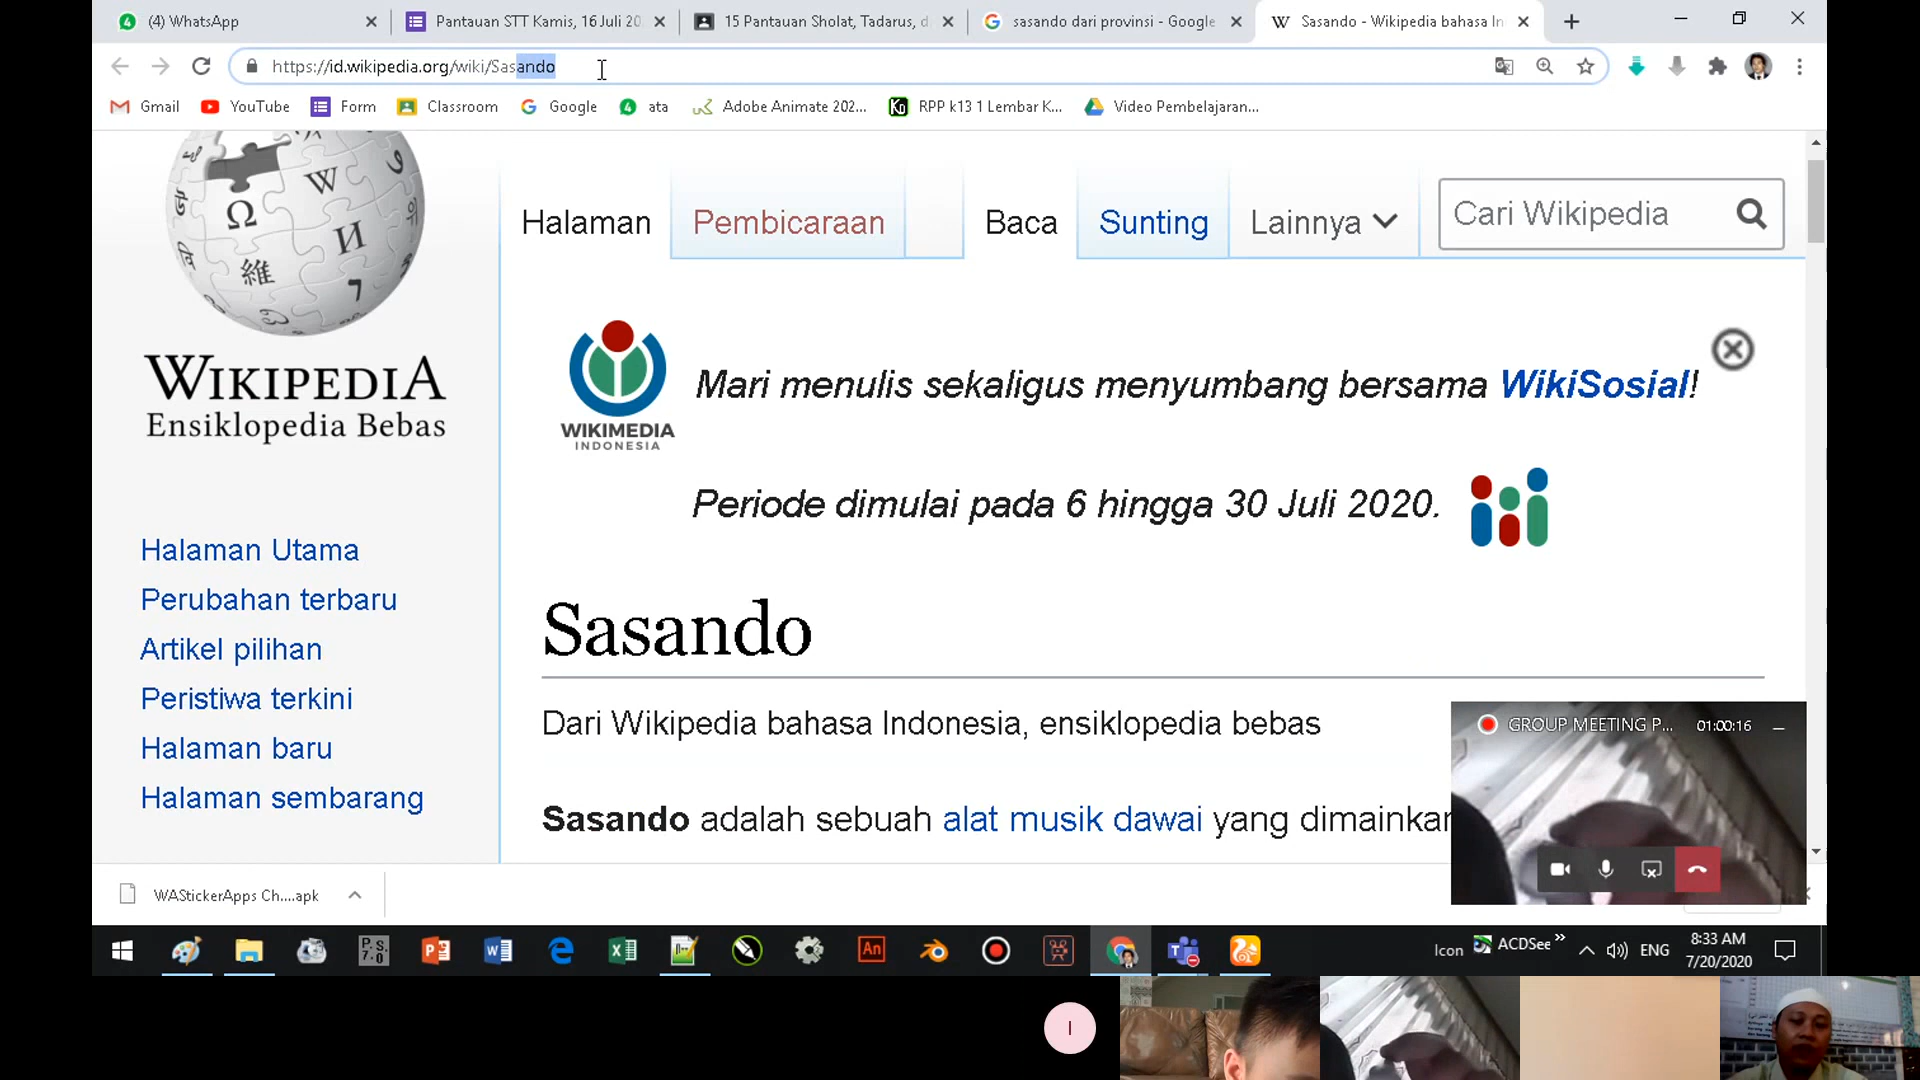 (4) WhatsApp
Pantauan STT Kamis, 16 Juli 20
15 Pantauan Sholat, Tadarus, d
sasando dari provinsi - Google
Sasando - Wikipedia bahasa In
https://id.wikipedia.org/wiki/Sasando
Gmail YouTube Form Classroom Google ata Adobe Animate 202... RPP k13 1 Lembar K... Video Pembelajaran...
WIKIPEDIA
Ensiklopedia Bebas
Halaman Utama
Perubahan terbaru
Artikel pilihan
Peristiwa terkini
Halaman baru
Halaman sembarang
Halaman Pembicaraan Baca Sunting Lainnya Cari Wikipedia
WIKIMEDIA
INDONESIA
Mari menulis sekaligus menyumbang bersama WikiSosial!
Periode dimulai pada 6 hingga 30 Juli 2020.
Sasando
Dari Wikipedia bahasa Indonesia, ensiklopedia bebas
Sasando adalah sebuah alat musik dawai yang dimainkan
GROUP MEETING P... 01:00:16
WAStickerApps Ch....apk
Icon ACDSee ENG
8:33 AM
7/20/2020
I